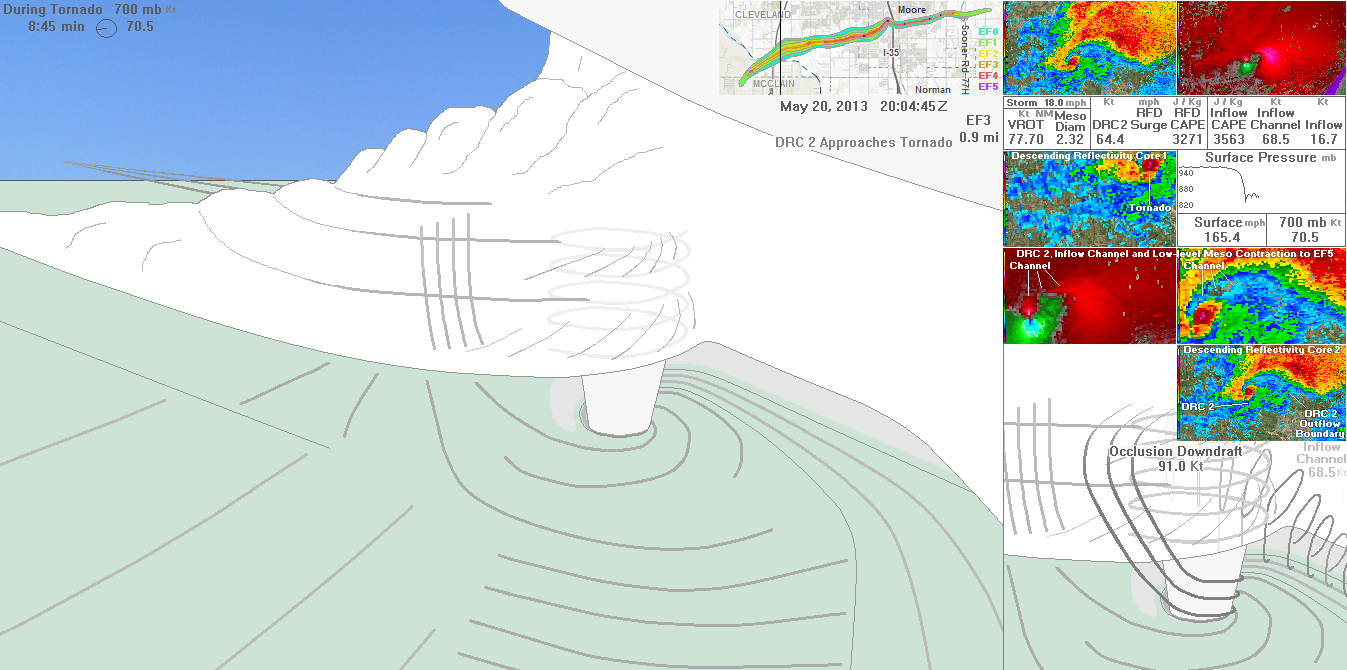 During Tornado 700 mb Kt
8:45 min 70.5
CLEVELAND
Moore
I-35
Sooner Rd
77H
MCCLAIN
Norman
EF0
EF1
EF2
EF3
EF4
EF5
May 20, 2013 20:04:45Z
EF3
0.9 mi
DRC 2 Approaches Tornado
Storm 18.0 mph
Kt NM
VROT Meso Diam
77.70 2.32
Kt mph J / Kg
DRC2 RFD Surge RFD CAPE
64.4 3271
J / Kg Kt Kt
Inflow CAPE Inflow Channel Inflow
3563 68.5 16.7
Descending Reflectivity Core 1
Tornado
Surface Pressure mb
940
880
820
Surface mph 700 mb Kt
165.4 70.5
DRC 2, Inflow Channel and Low-level Meso Contraction to EF5
Channel Channel
Descending Reflectivity Core 2
DRC 2
DRC 2
Outflow
Boundary
Occlusion Downdraft
91.0 Kt
Inflow
Channel
68.5 Kt